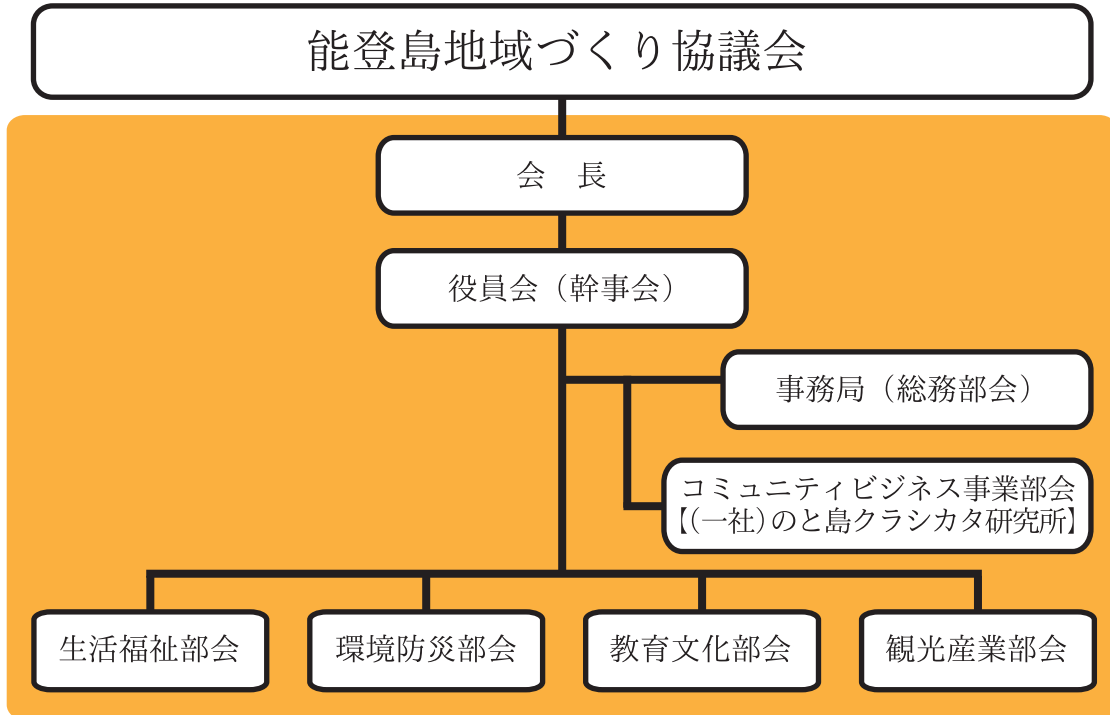 能登島地域づくり協議会
会　長
役員会（幹事会）
事務局（総務部会）
コミュニティビジネス事業部会
【(一社)のと島クラシカタ研究所】
生活福祉部会
環境防災部会
教育文化部会
観光産業部会